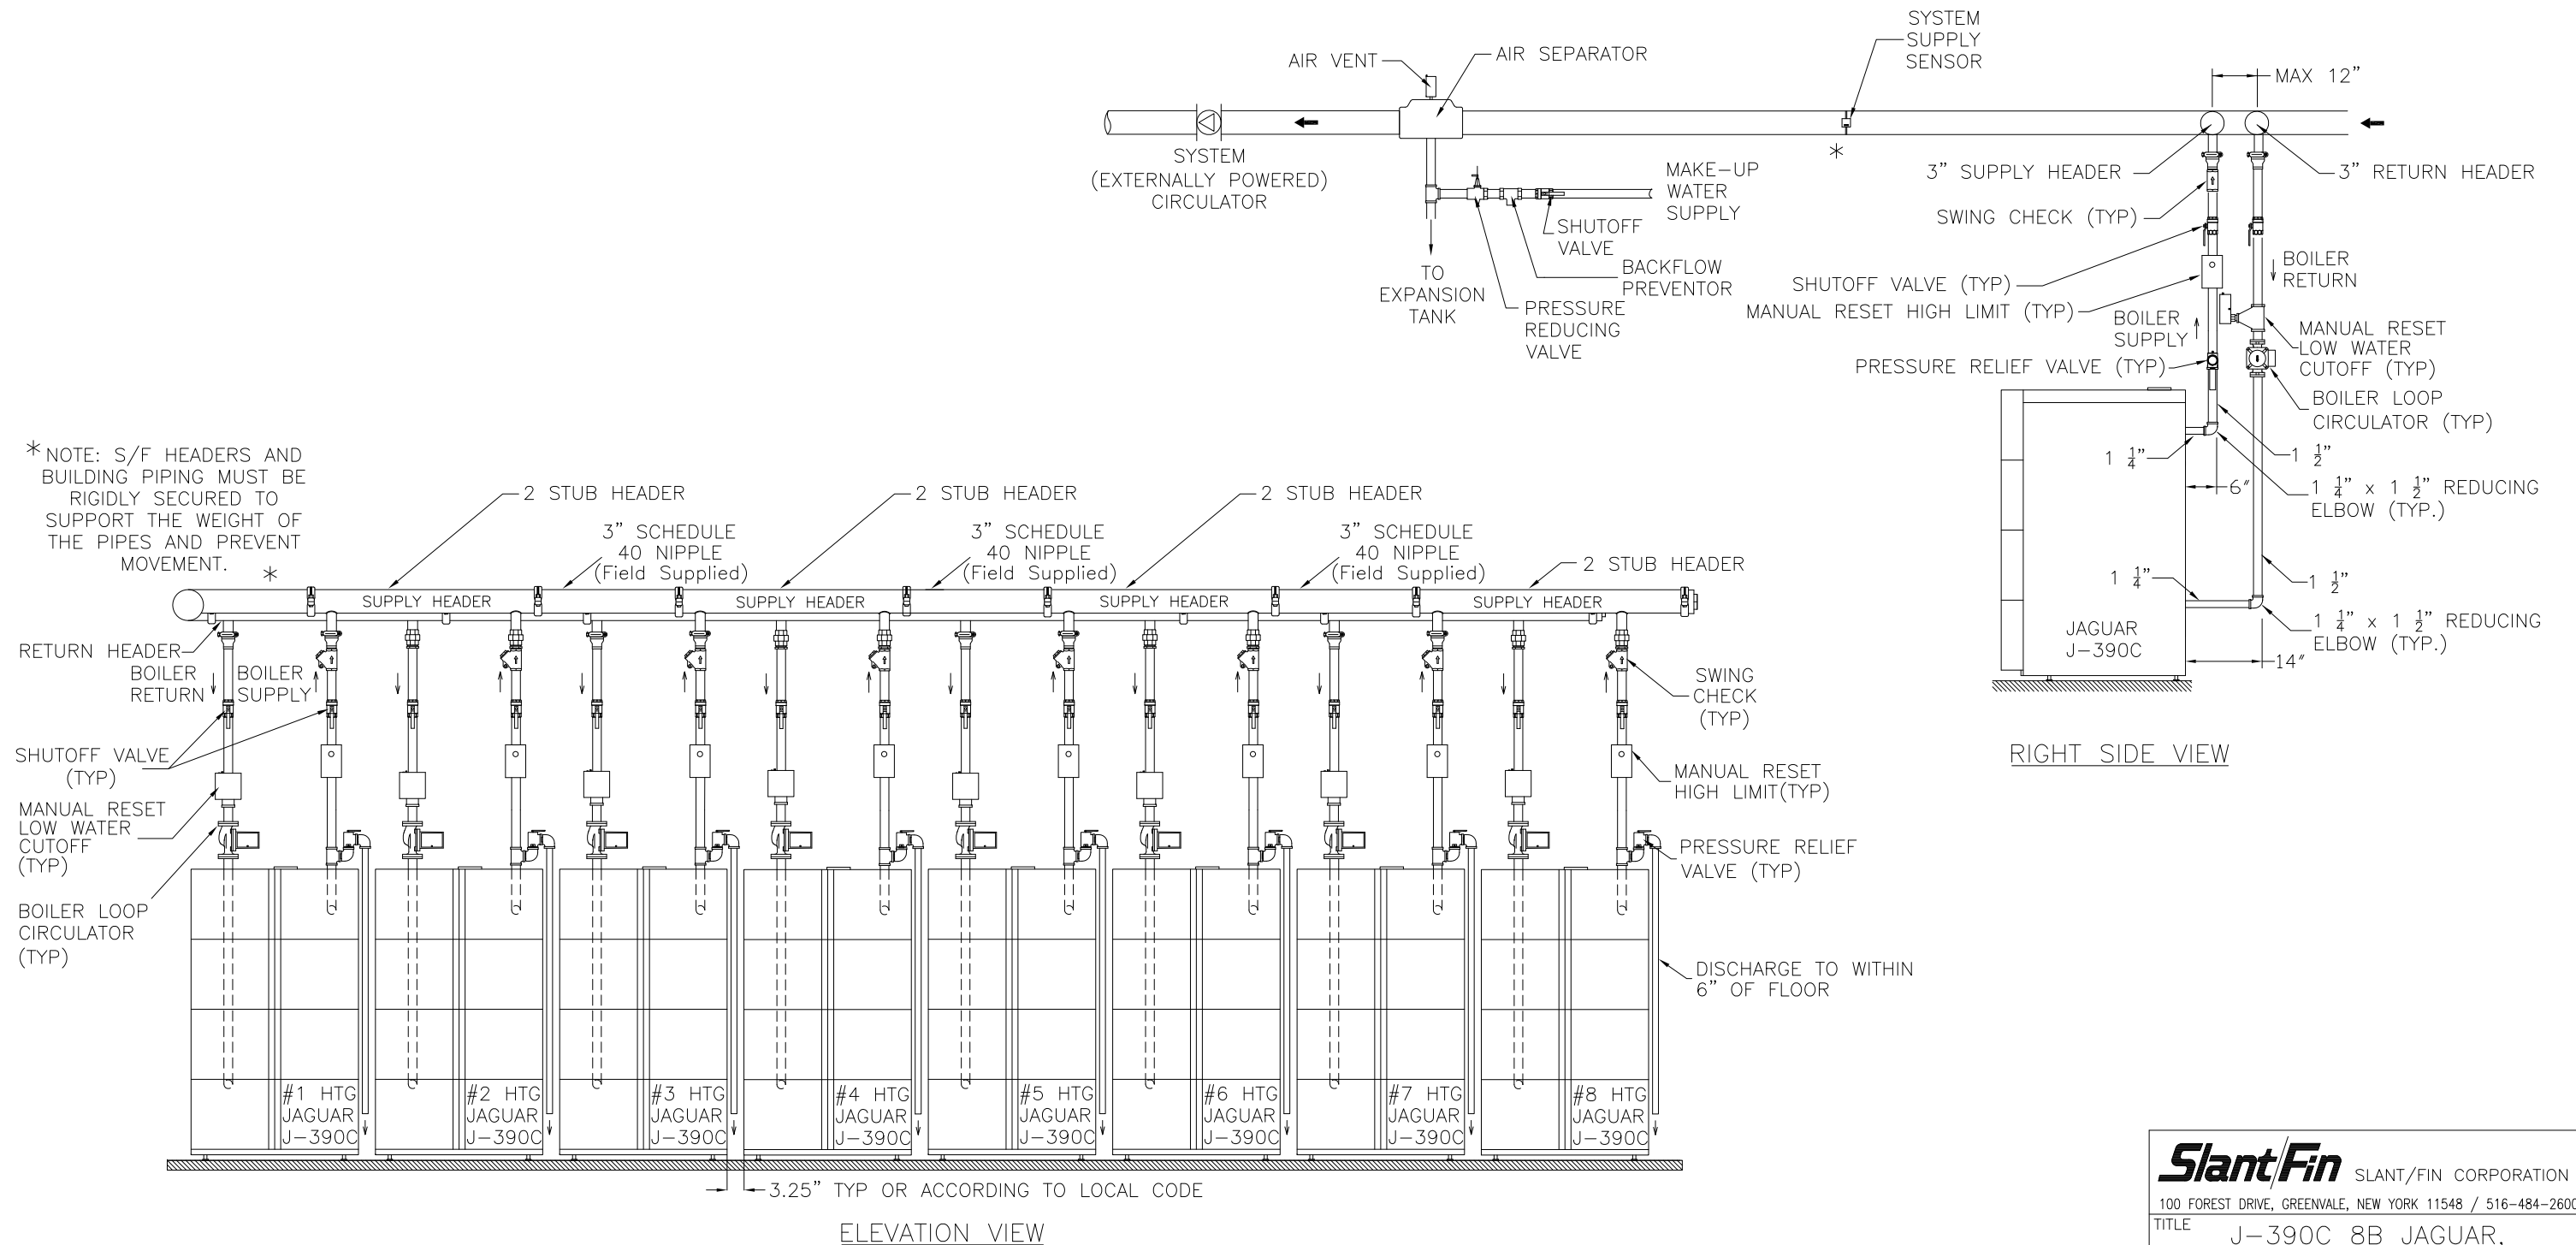 SYSTEM
SUPPLY
SENSOR
AIR VENT
AIR SEPARATOR
MAX 12”
SYSTEM
(EXTERNALLY POWERED)
CIRCULATOR
*
MAKE-UP
WATER
SUPPLY
3” SUPPLY HEADER
3” RETURN HEADER
SWING CHECK (TYP)
SHUTOFF
VALVE
TO
EXPANSION
TANK
BACKFLOW
PREVENTOR
PRESSURE
REDUCING
VALVE
BOILER
RETURN
SHUTOFF VALVE (TYP)
MANUAL RESET HIGH LIMIT (TYP)
BOILER
SUPPLY
MANUAL RESET
LOW WATER
CUTOFF (TYP)
PRESSURE RELIEF VALVE (TYP)
BOILER LOOP
CIRCULATOR (TYP)
1 1/4”
1 1/2”
6”
1 1/4” x 1 1/2” REDUCING
ELBOW (TYP.)
1 1/4”
1 1/2”
1 1/4” x 1 1/2” REDUCING
ELBOW (TYP.)
JAGUAR
J-390C
14”
RIGHT SIDE VIEW
* NOTE: S/F HEADERS AND
BUILDING PIPING MUST BE
RIGIDLY SECURED TO
SUPPORT THE WEIGHT OF
THE PIPES AND PREVENT
MOVEMENT.
*
2 STUB HEADER
2 STUB HEADER
2 STUB HEADER
2 STUB HEADER
3” SCHEDULE
40 NIPPLE
(Field Supplied)
3” SCHEDULE
40 NIPPLE
(Field Supplied)
3” SCHEDULE
40 NIPPLE
(Field Supplied)
SUPPLY HEADER
SUPPLY HEADER
SUPPLY HEADER
SUPPLY HEADER
RETURN HEADER
BOILER
RETURN
BOILER
SUPPLY
SWING
CHECK
(TYP)
SHUTOFF VALVE
(TYP)
MANUAL RESET
HIGH LIMIT(TYP)
MANUAL RESET
LOW WATER
CUTOFF
(TYP)
PRESSURE RELIEF
VALVE (TYP)
BOILER LOOP
CIRCULATOR
(TYP)
DISCHARGE TO WITHIN
6” OF FLOOR
#1 HTG
JAGUAR
J-390C
#2 HTG
JAGUAR
J-390C
#3 HTG
JAGUAR
J-390C
#4 HTG
JAGUAR
J-390C
#5 HTG
JAGUAR
J-390C
#6 HTG
JAGUAR
J-390C
#7 HTG
JAGUAR
J-390C
#8 HTG
JAGUAR
J-390C
3.25” TYP OR ACCORDING TO LOCAL CODE
ELEVATION VIEW
Slant/Fin SLANT/FIN CORPORATION
100 FOREST DRIVE, GREENVALE, NEW YORK 11548 / 516-484-2600
TITLE
J-390C 8B JAGUAR,